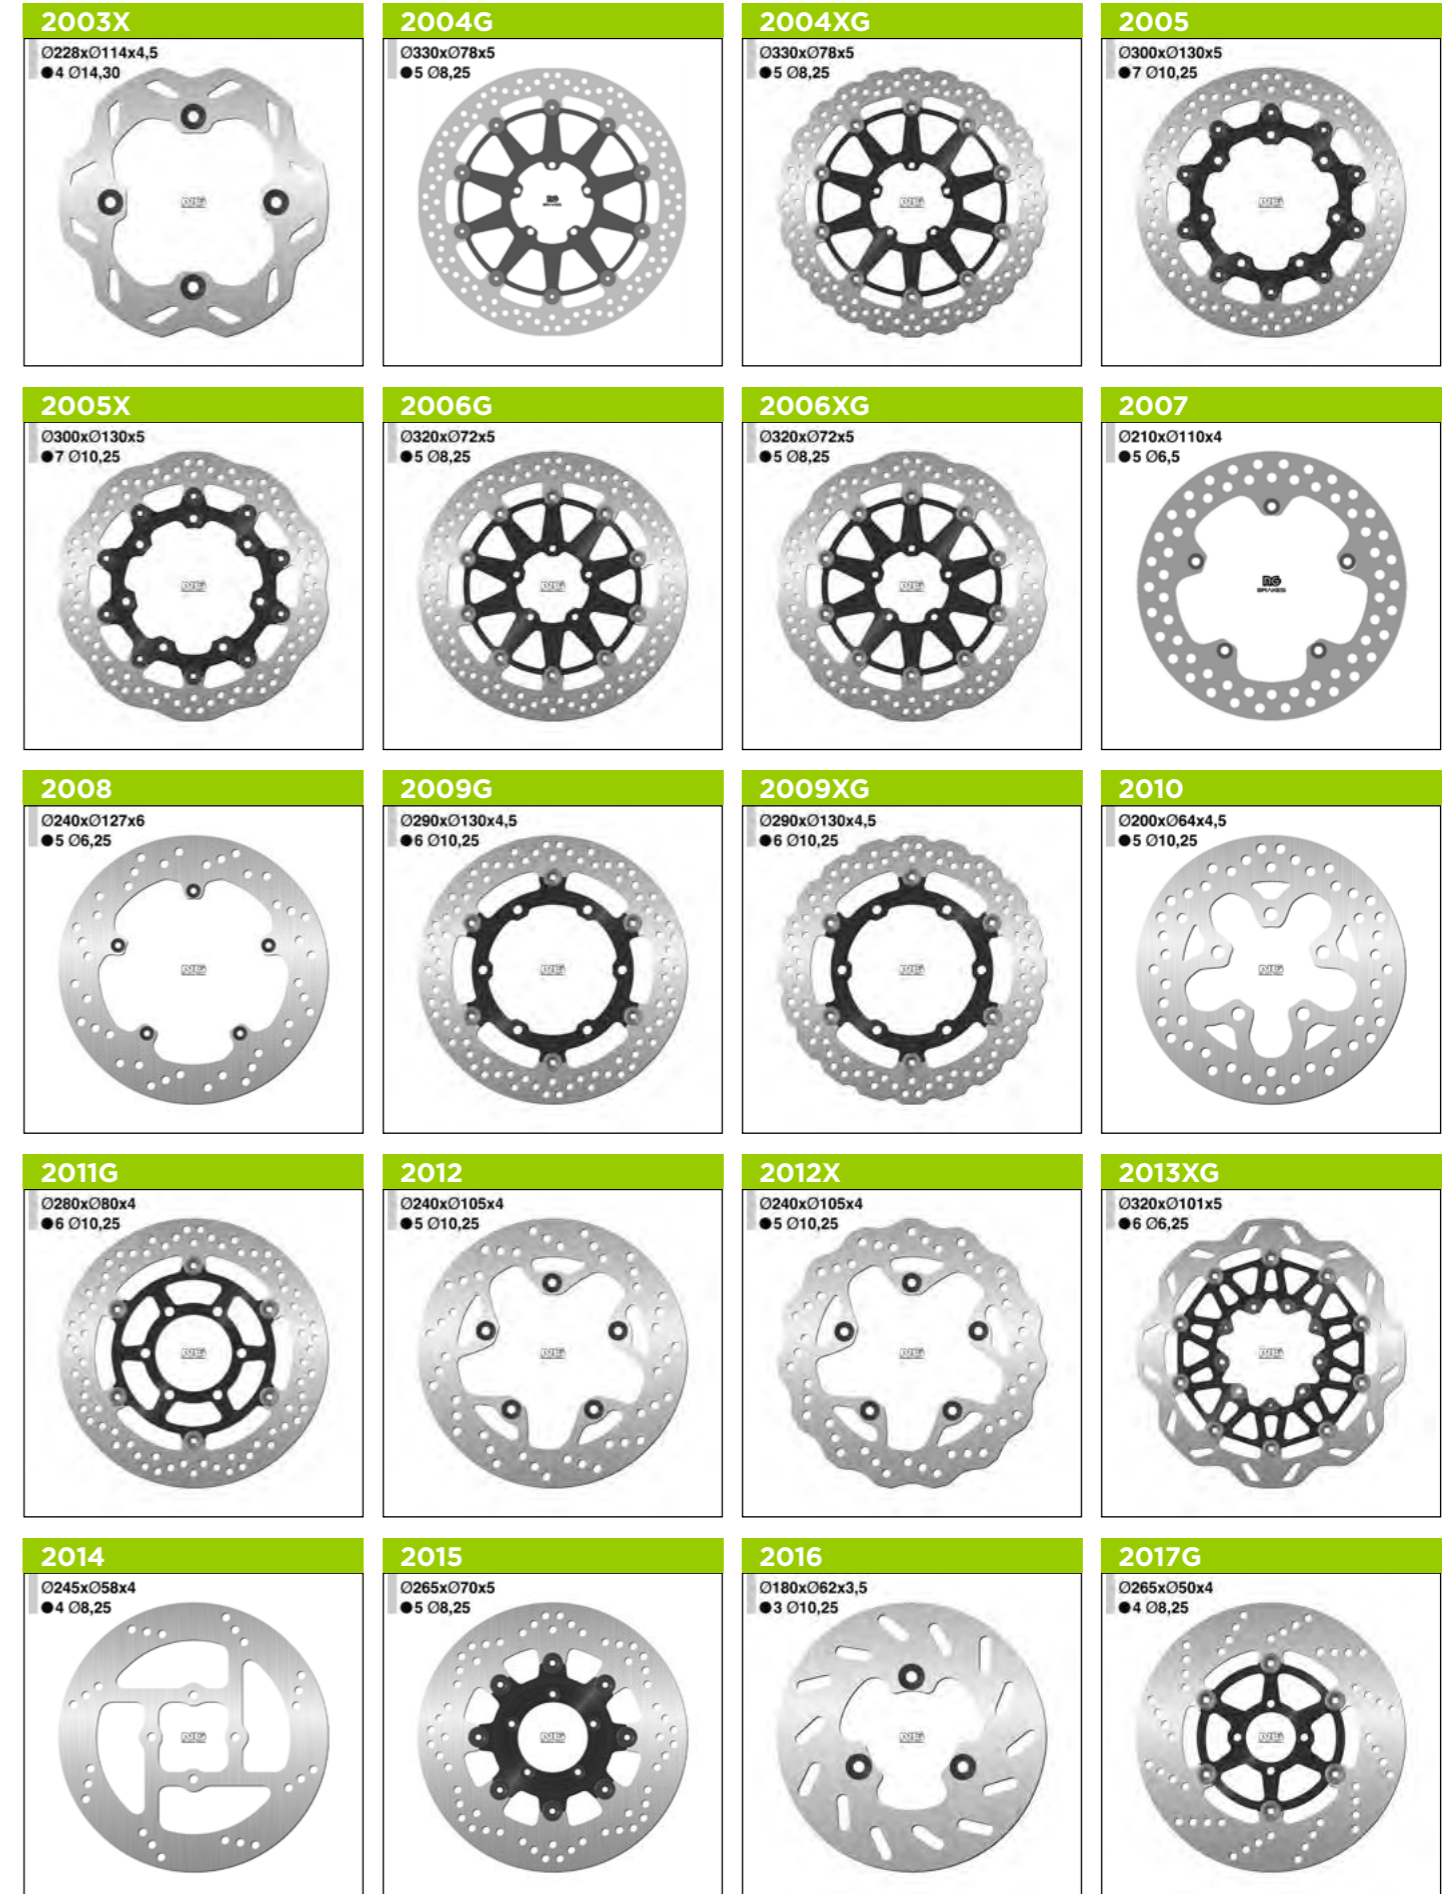 2003X
Ø228xØ114x4,5
●4 Ø14,30
2004G
Ø330xØ78x5
●5 Ø8,25
NG
BRAKES
2004XG
Ø330xØ78x5
●5 Ø8,25
2005
Ø300xØ130x5
●7 Ø10,25
2005X
Ø300xØ130x5
●7 Ø10,25
2006G
Ø320xØ72x5
●5 Ø8,25
2006XG
Ø320xØ72x5
●5 Ø8,25
2007
Ø210xØ110x4
●5 Ø6,5
NG
BRAKES
2008
Ø240xØ127x6
●5 Ø6,25
2009G
Ø290xØ130x4,5
●6 Ø10,25
2009XG
Ø290xØ130x4,5
●6 Ø10,25
2010
Ø200xØ64x4,5
●5 Ø10,25
2011G
Ø280xØ80x4
●6 Ø10,25
2012
Ø240xØ105x4
●5 Ø10,25
2012X
Ø240xØ105x4
●5 Ø10,25
2013XG
Ø320xØ101x5
●6 Ø6,25
2014
Ø245xØ58x4
●4 Ø8,25
2015
Ø265xØ70x5
●5 Ø8,25
2016
Ø180xØ62x3,5
●3 Ø10,25
2017G
Ø265xØ50x4
●4 Ø8,25